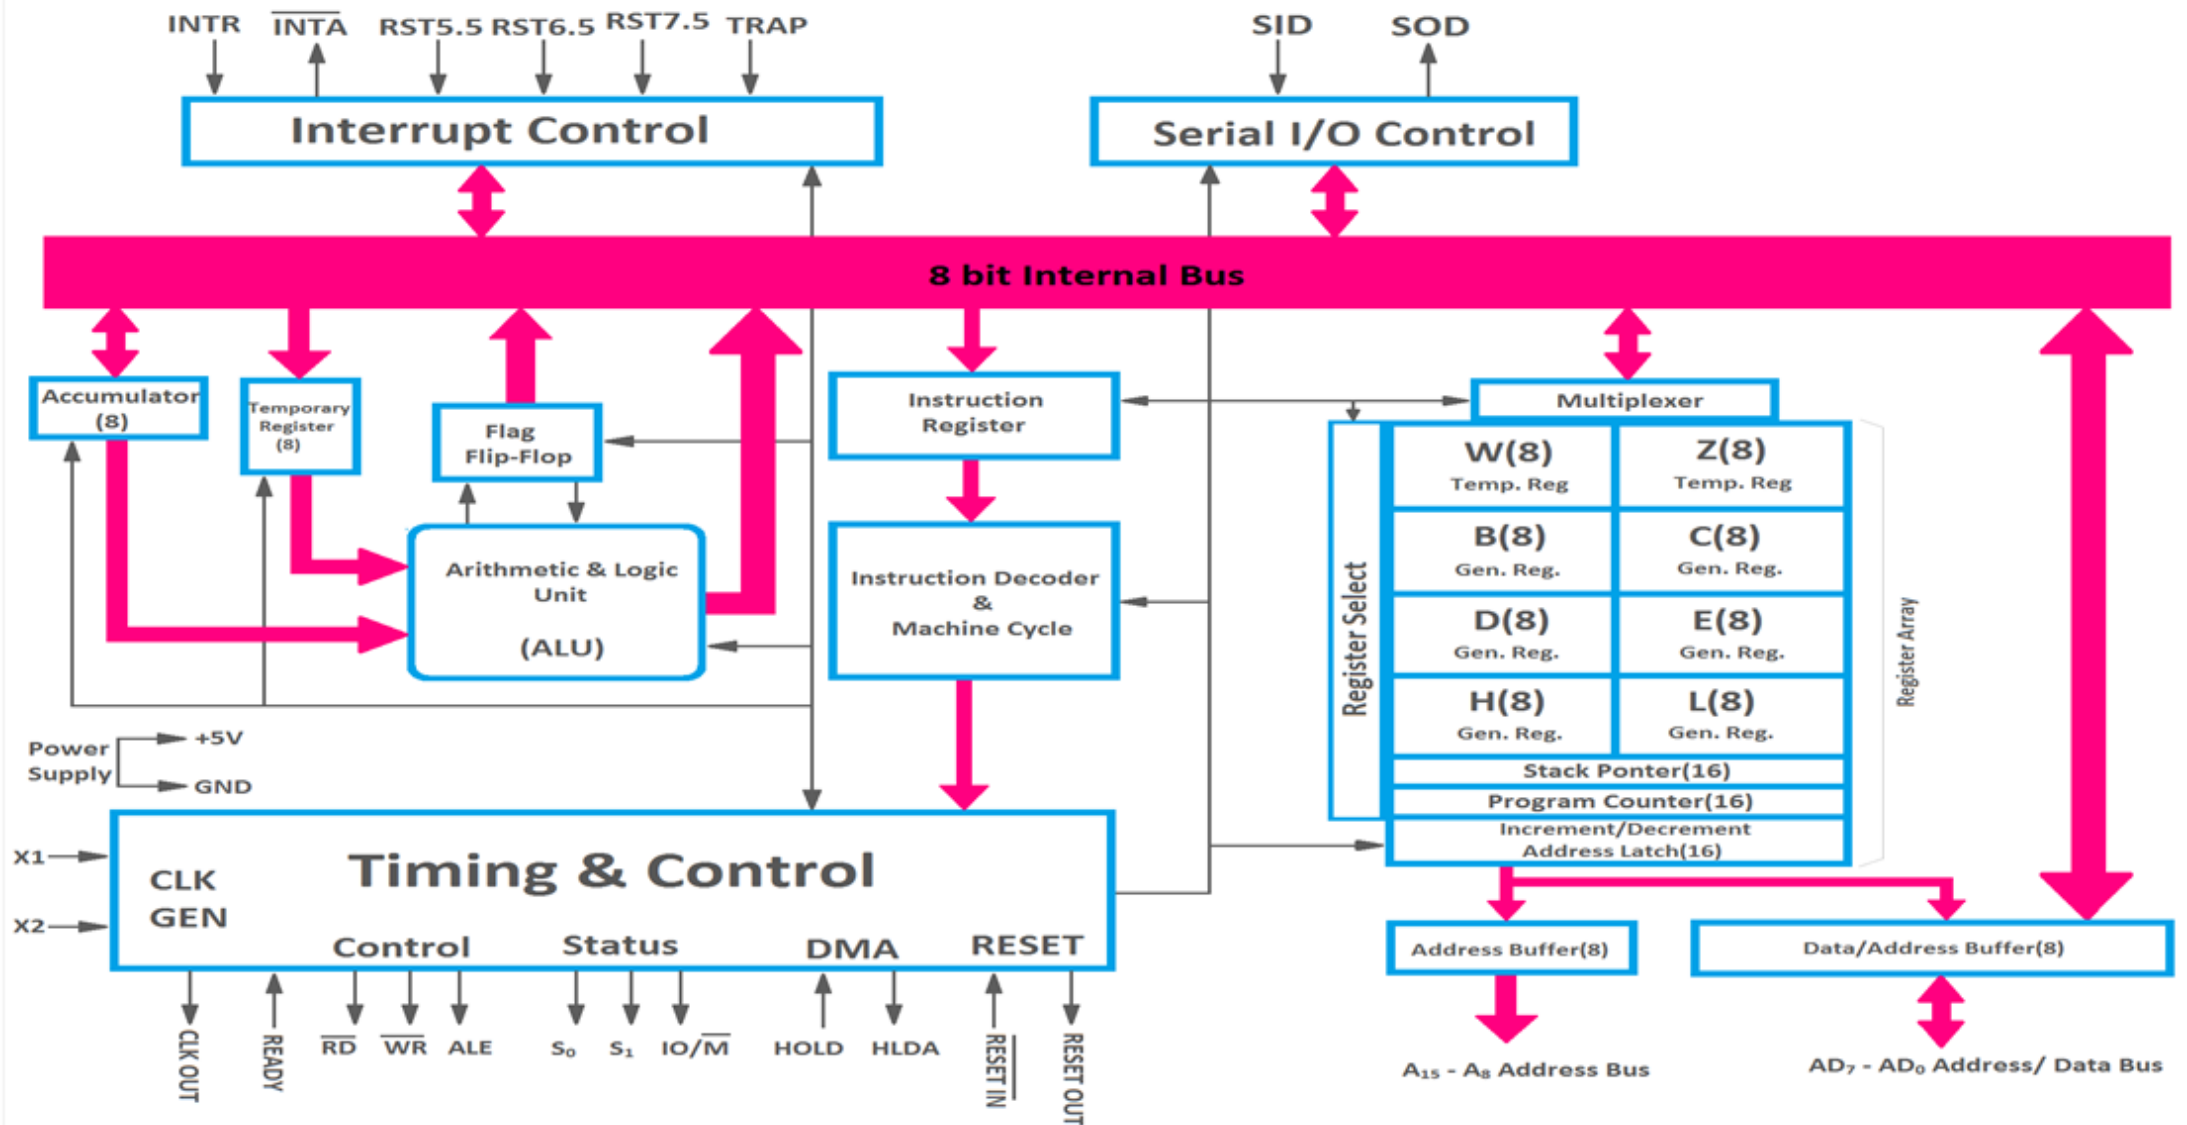 INTR
INTA
RST5.5
RST6.5
RST7.5
TRAP
SID
SOD
Interrupt Control
Serial I/O Control
8 bit Internal Bus
Accumulator
(8)
Temporary
Register
(8)
Flag
Flip-Flop
Instruction
Register
Multiplexer
Arithmetic & Logic
Unit
(ALU)
Instruction Decoder
&
Machine Cycle
Register Select
W(8)
Temp. Reg
Z(8)
Temp. Reg
B(8)
Gen. Reg.
C(8)
Gen. Reg.
D(8)
Gen. Reg.
E(8)
Gen. Reg.
H(8)
Gen. Reg.
L(8)
Gen. Reg.
Stack Ponter(16)
Program Counter(16)
Increment/Decrement
Address Latch(16)
Register Array
Power
Supply
+5V
GND
X1
X2
CLK
GEN
Timing & Control
Control
Status
DMA
RESET
CLK OUT
READY
RD
WR
ALE
S₀
S₁
IO/M
HOLD
HLDA
RESET IN
RESET OUT
Address Buffer(8)
Data/Address Buffer(8)
A₁₅ - A₈ Address Bus
AD₇ - AD₀ Address/ Data Bus